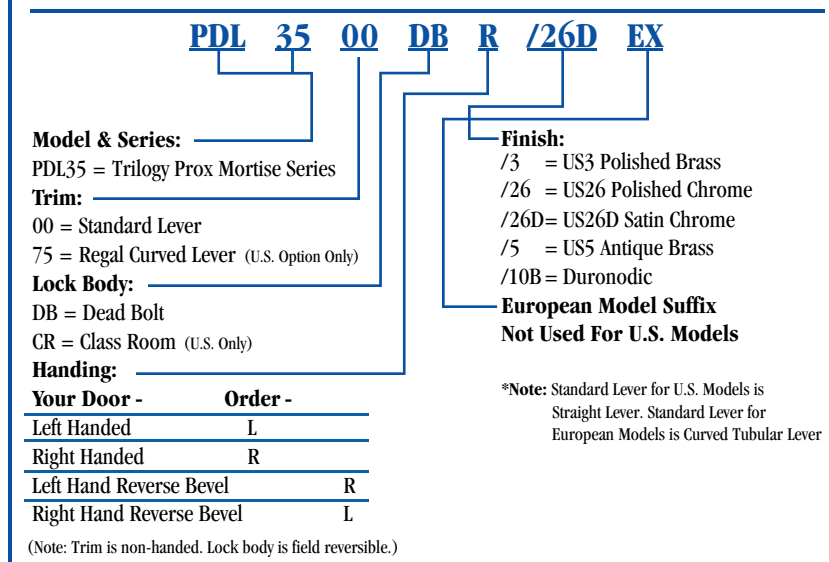 PDL 35 00 DB R /26D EX
Model & Series:
PDL35 = Trilogy Prox Mortise Series
Trim:
00 = Standard Lever
75 = Regal Curved Lever (U.S. Option Only)
Lock Body:
DB = Dead Bolt
CR = Class Room (U.S. Only)
Handing:
Your Door - Order -
Left Handed L
Right Handed R
Left Hand Reverse Bevel R
Right Hand Reverse Bevel L
(Note: Trim is non-handed. Lock body is field reversible.)
Finish:
/3 = US3 Polished Brass
/26 = US26 Polished Chrome
/26D= US26D Satin Chrome
/5 = US5 Antique Brass
/10B = Duronodic
European Model Suffix
Not Used For U.S. Models
*Note: Standard Lever for U.S. Models is
Straight Lever. Standard Lever for
European Models is Curved Tubular Lever